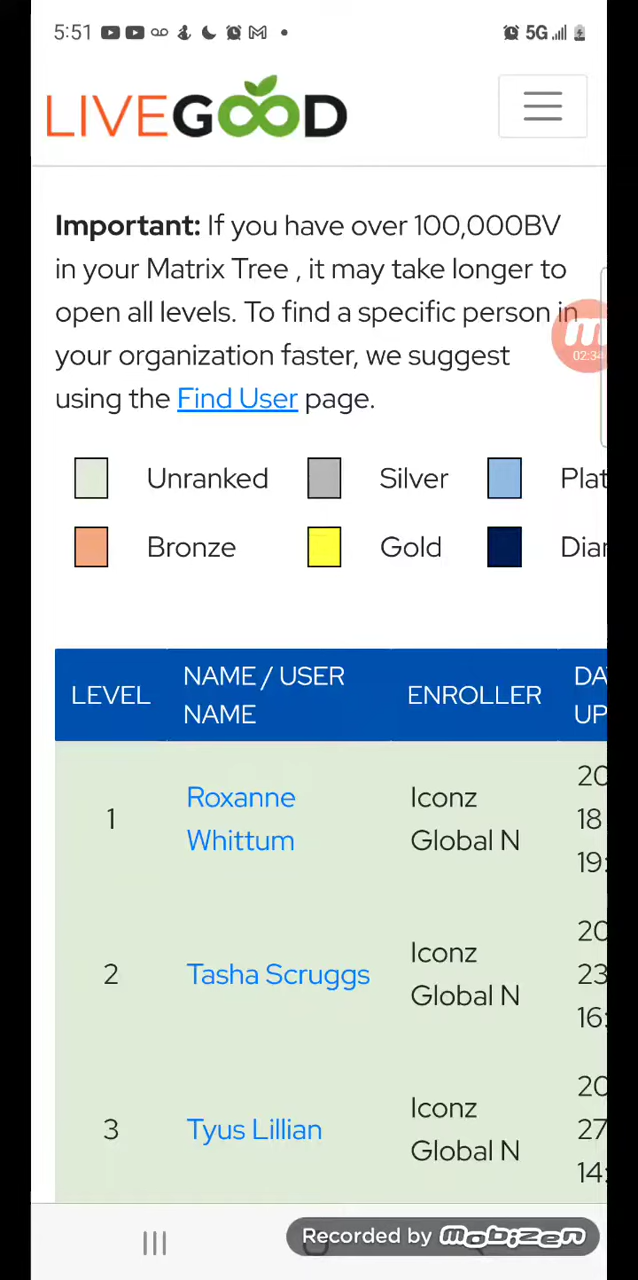 5:51
5G
LIVEGOOD
Important: If you have over 100,000BV
in your Matrix Tree , it may take longer to
open all levels. To find a specific person in
your organization faster, we suggest
using the Find User page.
02:34
Unranked Silver Plat
Bronze Gold Diar
LEVEL NAME / USER NAME ENROLLER DA UP
1 Roxanne Whittum Iconz Global N 20 18 19:
2 Tasha Scruggs Iconz Global N 20 23 16:
3 Tyus Lillian Iconz Global N 20 27 14:
Recorded by mobizen